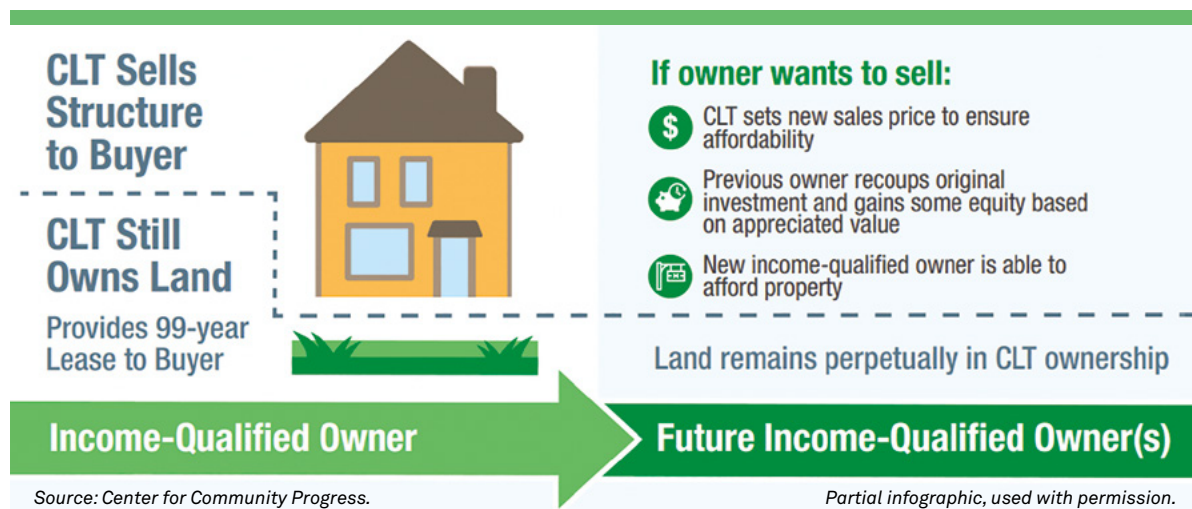 CLT Sells
Structure
to Buyer
CLT Still
Owns Land
Provides 99-year
Lease to Buyer
If owner wants to sell:
$
CLT sets new sales price to ensure
affordability
Previous owner recoups original
investment and gains some equity based
on appreciated value
New income-qualified owner is able to
afford property
Land remains perpetually in CLT ownership
Income-Qualified Owner
Future Income-Qualified Owner(s)
Source: Center for Community Progress.
Partial infographic, used with permission.